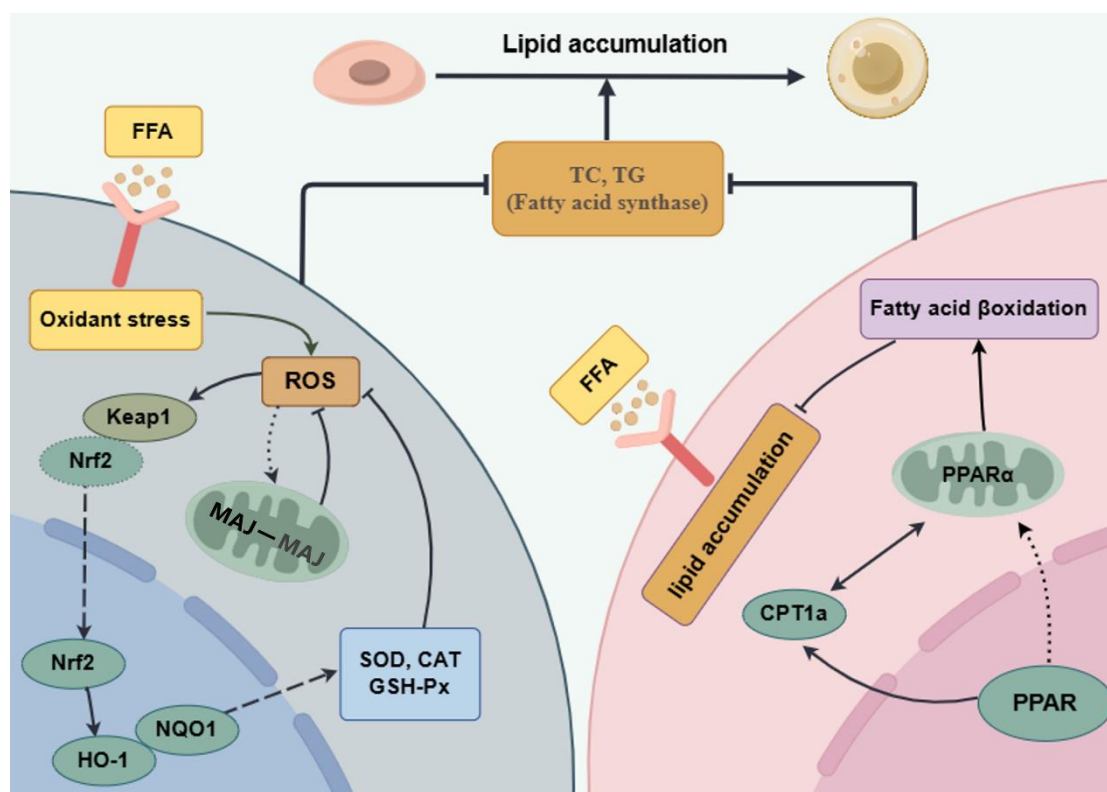 Lipid accumulation
FFA
TC, TG
(Fatty acid synthase)
Oxidant stress
ROS
Keap1
Nrf2
MAJ—MAJ
Nrf2
HO-1
NQO1
SOD, CAT
GSH-Px
Fatty acid βoxidation
FFA
lipid accumulation
PPARα
CPT1a
PPAR